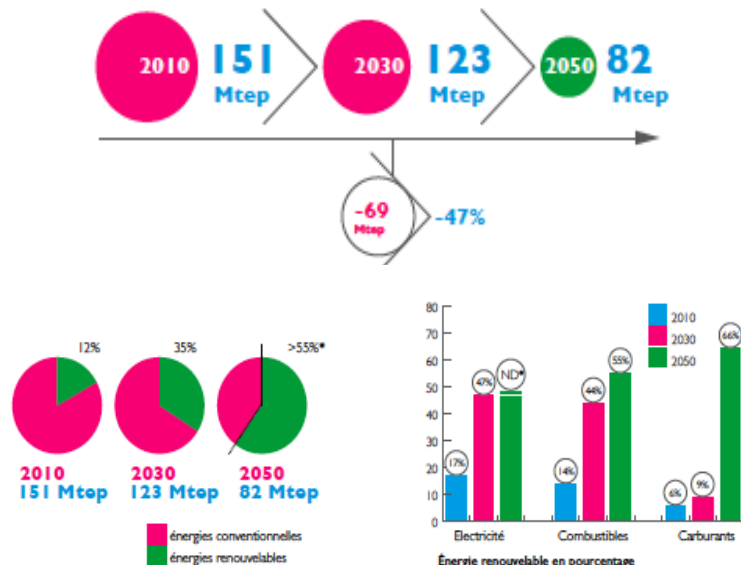 2010 151 Mtep 2030 123 Mtep 2050 82 Mtep
-69 Mtep -47%
12% 35% >55%*
2010 2030 2050
151 Mtep 123 Mtep 82 Mtep
énergies conventionnelles
énergies renouvelables
80
70
60
50
40
30
20
10
0
2010
2030
2050
17% 47% ND*
14% 44% 55%
6% 9% 66%
Electricité Combustibles Carburants
Énergie renouvelable en pourcentage